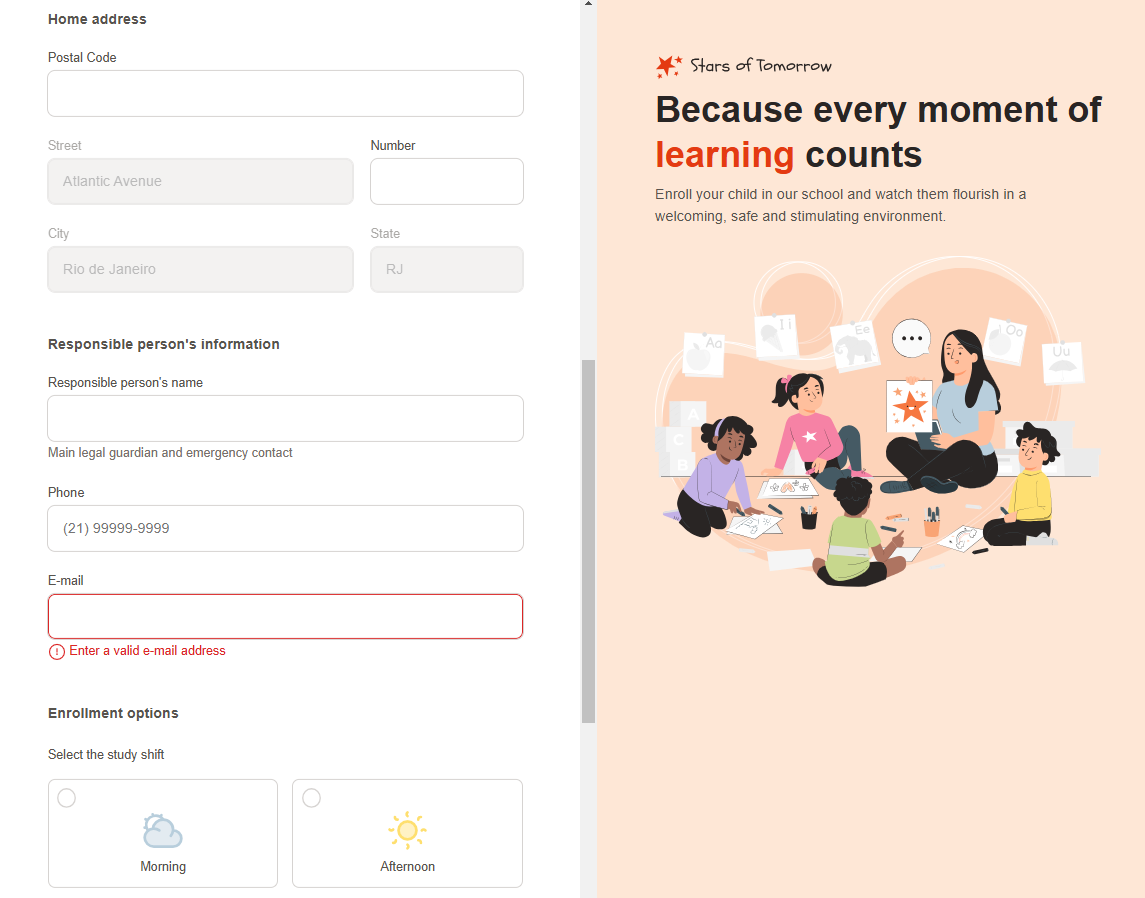 Home address
Postal Code
Street
Number
Atlantic Avenue
City
State
Rio de Janeiro
RJ
Responsible person's information
Responsible person's name
Main legal guardian and emergency contact
Phone
(21) 99999-9999
E-mail
Enter a valid e-mail address
Enrollment options
Select the study shift
Morning
Afternoon
Stars of Tomorrow
Because every moment of
learning counts
Enroll your child in our school and watch them flourish in a
welcoming, safe and stimulating environment.
Aa
Ii
Ee
Oo
Uu
A
C
B